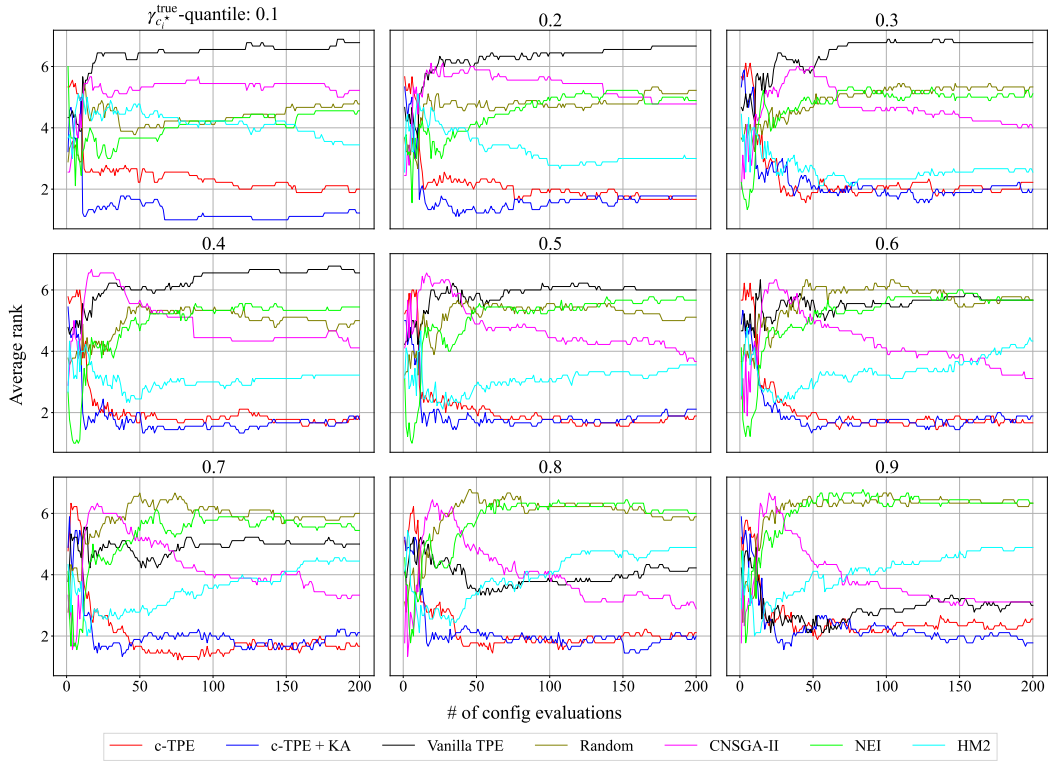 γ_{c_i^⋆}^{true}-quantile: 0.1
0.2
0.3
6
4
2
0.4
0.5
0.6
Average rank
6
4
2
0.7
0.8
0.9
6
4
2
0 50 100 150 200
0 50 100 150 200
0 50 100 150 200
# of config evaluations
c-TPE
c-TPE + KA
Vanilla TPE
Random
CNSGA-II
NEI
HM2